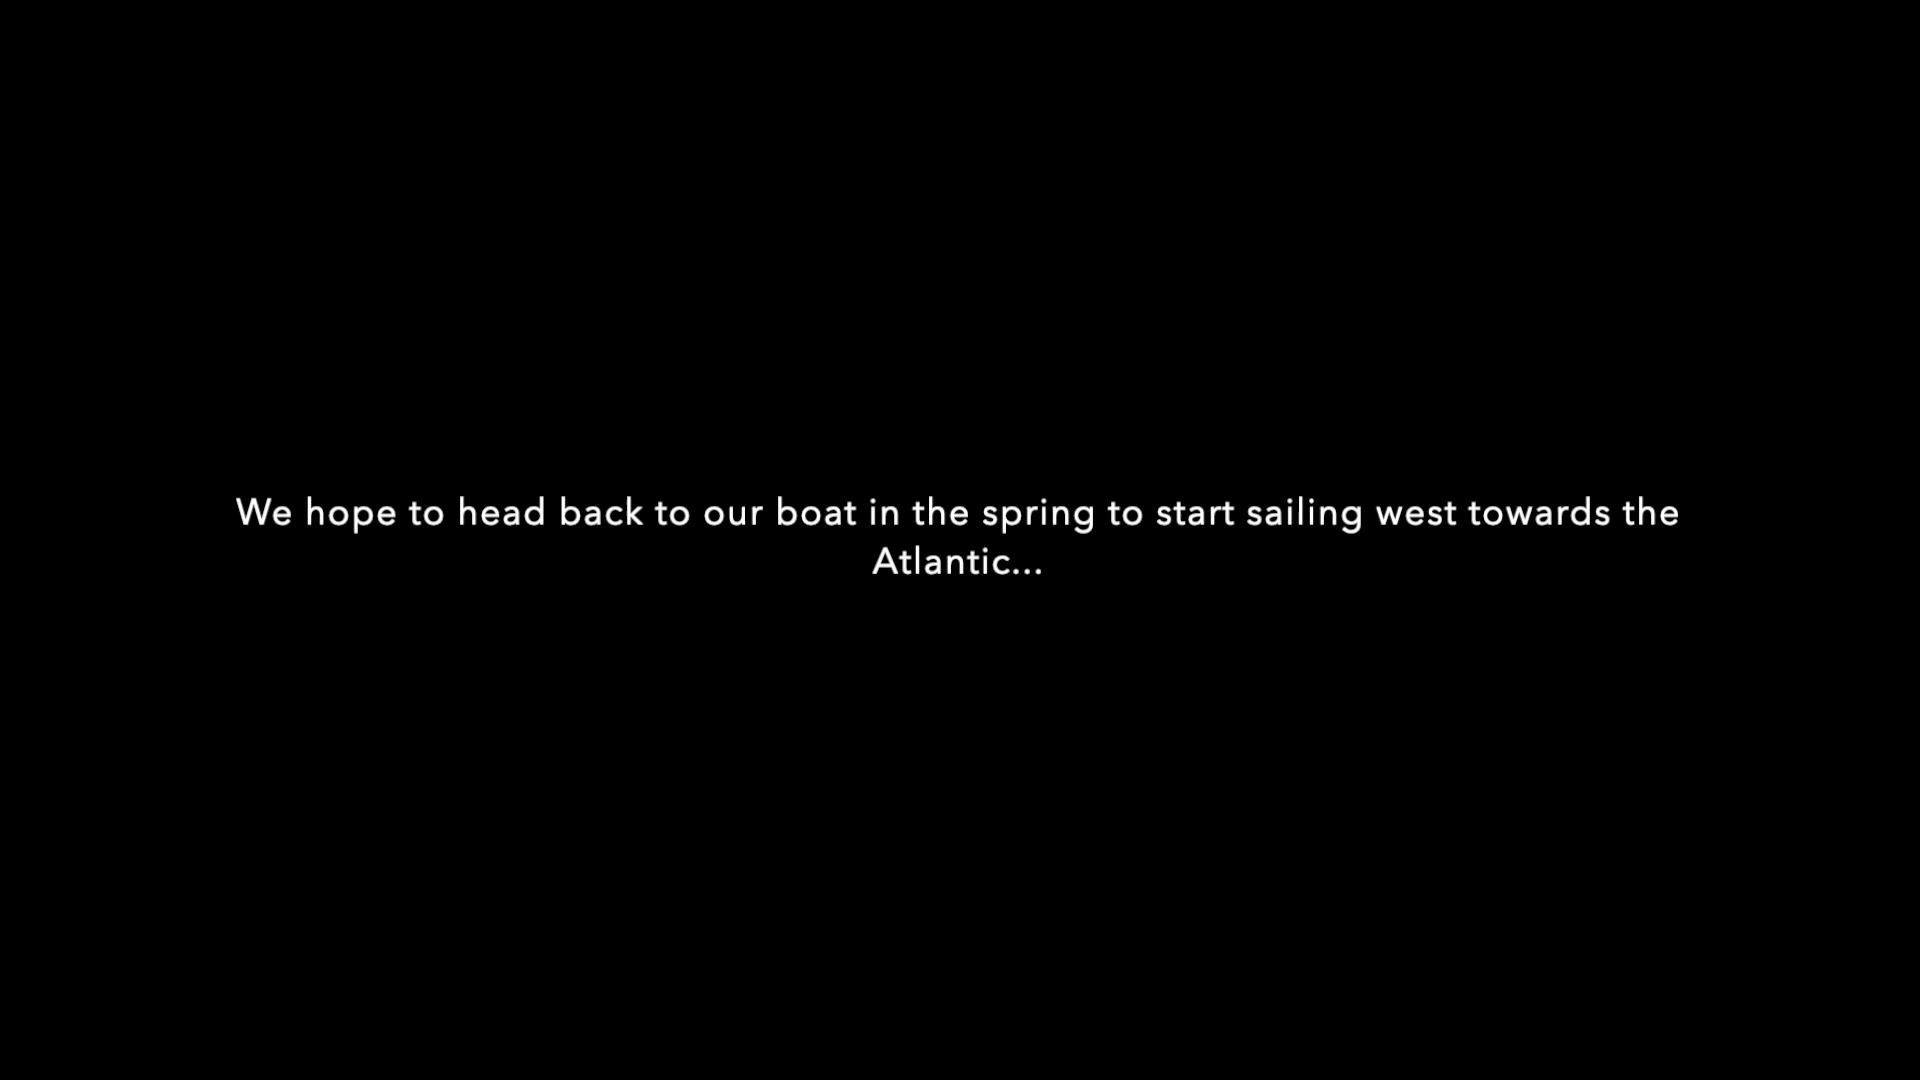 We hope to head back to our boat in the spring to start sailing west towards the
Atlantic...